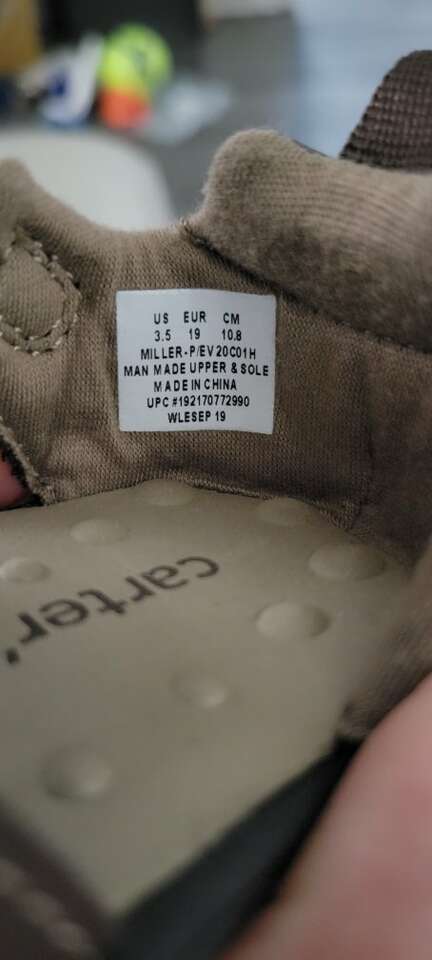 US EUR CM
3.5 19 10.8
MILLER-P/EV20C01H
MAN MADE UPPER & SOLE
MADE IN CHINA
UPC #192170772990
WLESEP 19
carter'